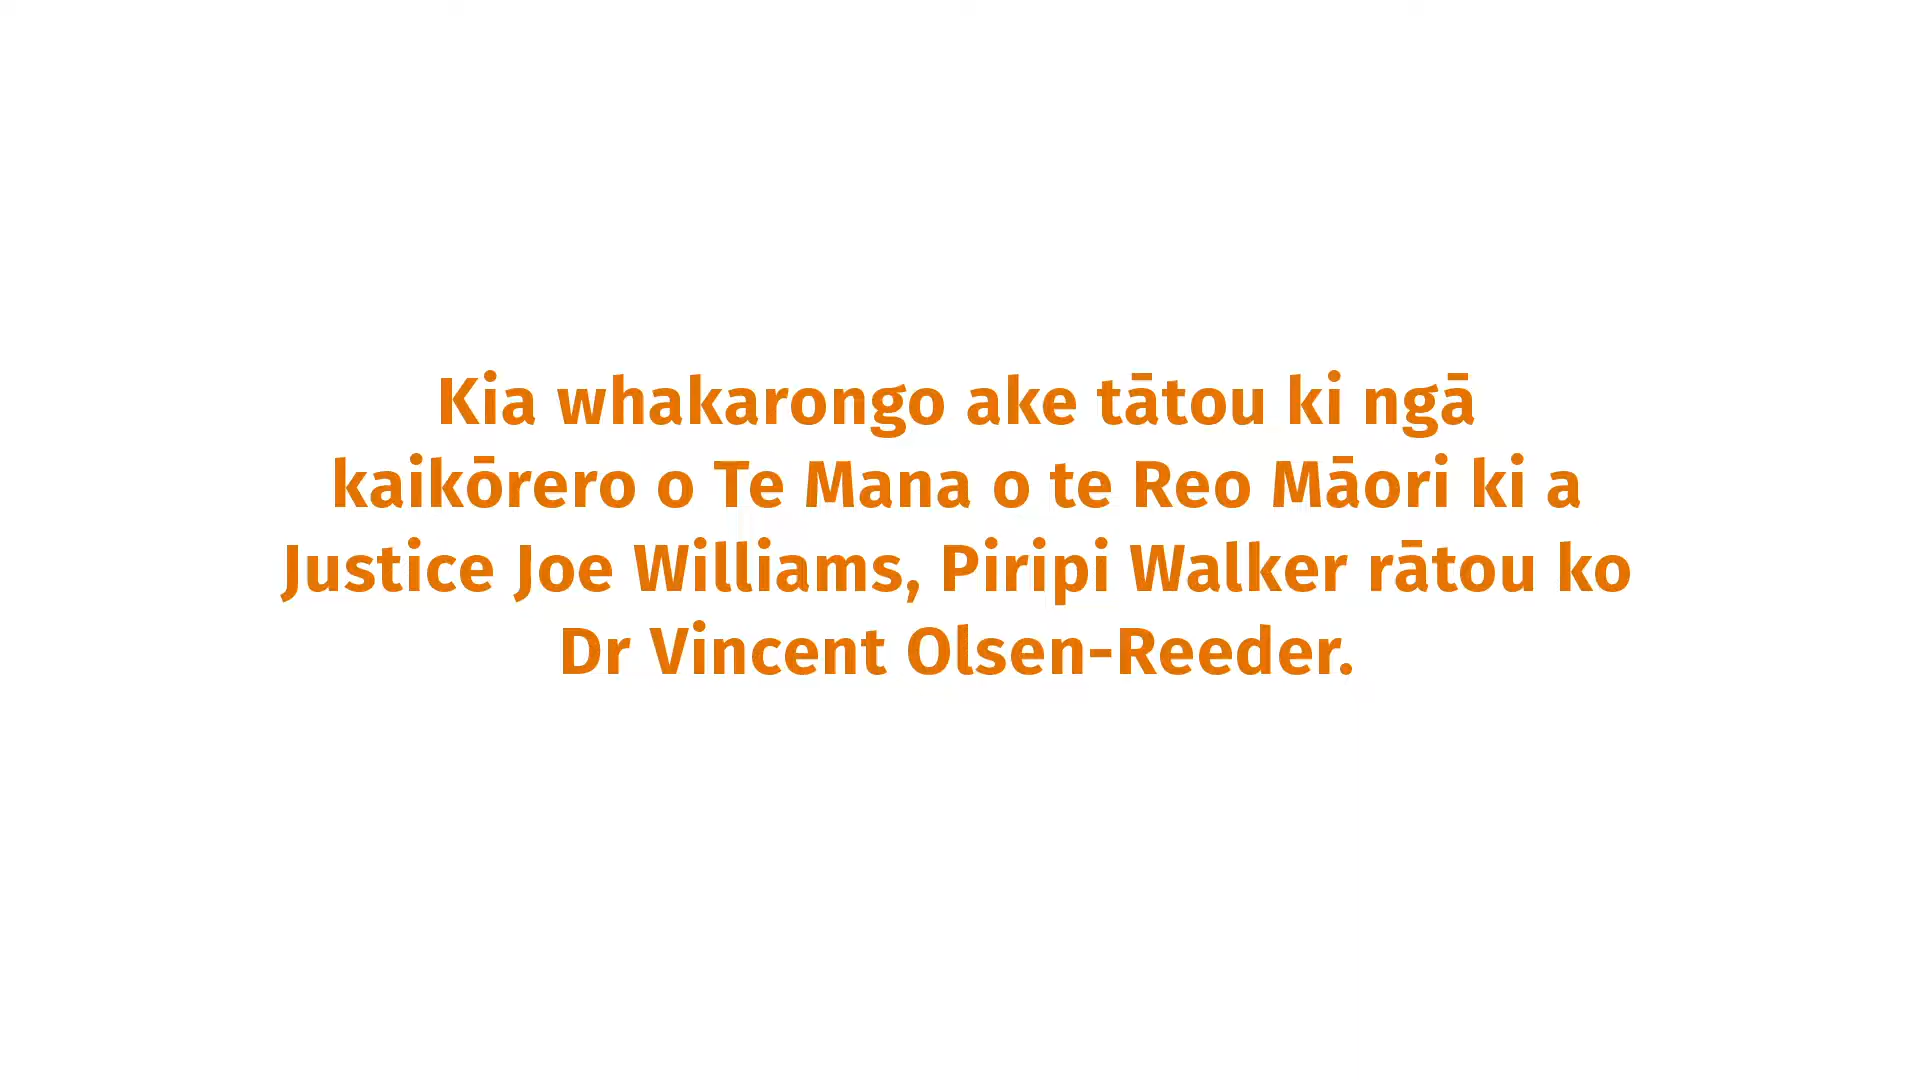 Kia whakarongo ake tātou ki ngā
kaikōrero o Te Mana o te Reo Māori ki a
Justice Joe Williams, Piripi Walker rātou ko
Dr Vincent Olsen-Reeder.